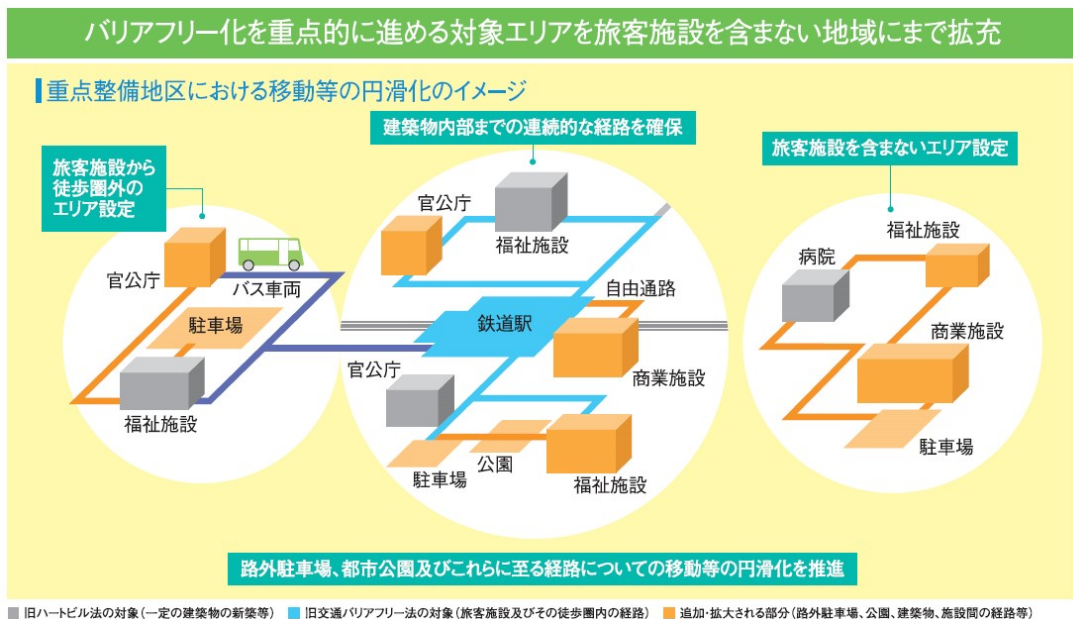 バリアフリー化を重点的に進める対象エリアを旅客施設を含まない地域にまで拡充
重点整備地区における移動等の円滑化のイメージ
旅客施設から
徒歩圏外の
エリア設定
官公庁
バス車両
駐車場
福祉施設
建築物内部までの連続的な経路を確保
官公庁
福祉施設
自由通路
鉄道駅
商業施設
官公庁
駐車場
公園
福祉施設
旅客施設を含まないエリア設定
福祉施設
病院
商業施設
駐車場
路外駐車場、都市公園及びこれらに至る経路についての移動等の円滑化を推進
旧ハートビル法の対象(一定の建築物の新築等)
旧交通バリアフリー法の対象(旅客施設及びその徒歩圏内の経路)
追加・拡大される部分(路外駐車場、公園、建築物、施設間の経路等)